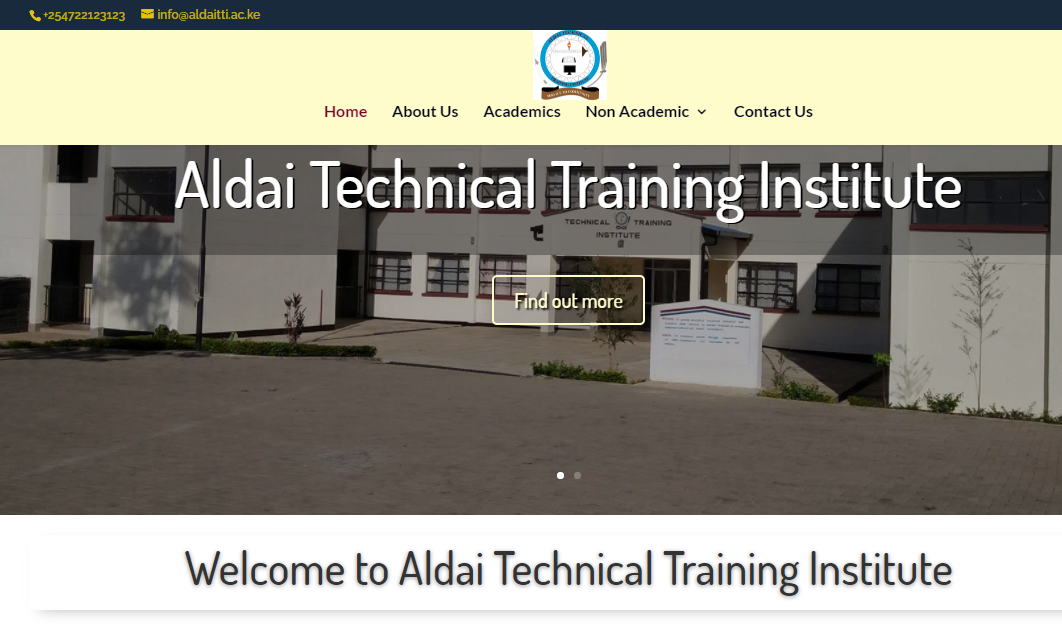 +254722123123 info@aldaitti.ac.ke
Home About Us Academics Non Academic Contact Us
Aldai Technical Training Institute
TECHNICAL TRAINING
INSTITUTE
Find out more
Welcome to Aldai Technical Training Institute